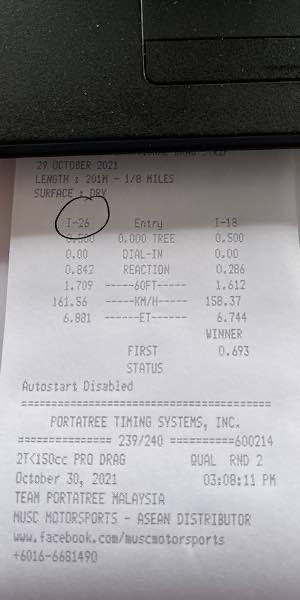 29 OCTOBER 2021
LENGTH : 201M - 1/8 MILES
SURFACE : DRY
I-26 Entry I-18
0.500 0.000 TREE 0.500
0.00 DIAL-IN 0.00
0.842 REACTION 0.286
1.709 -----60FT----- 1.612
161.56 -----KM/H----- 158.37
6.881 ------ET------ 6.744
WINNER
FIRST 0.693
STATUS
Autostart Disabled
======================================
PORTATREE TIMING SYSTEMS, INC.
============== 239/240 ==========600214
2T<150cc PRO DRAG QUAL RND 2
October 30, 2021 03:08:11 PM
TEAM PORTATREE MALAYSIA
MUSC MOTORSPORTS - ASEAN DISTRIBUTOR
www.facebook.com/muscmotorsports
+6016-6681490